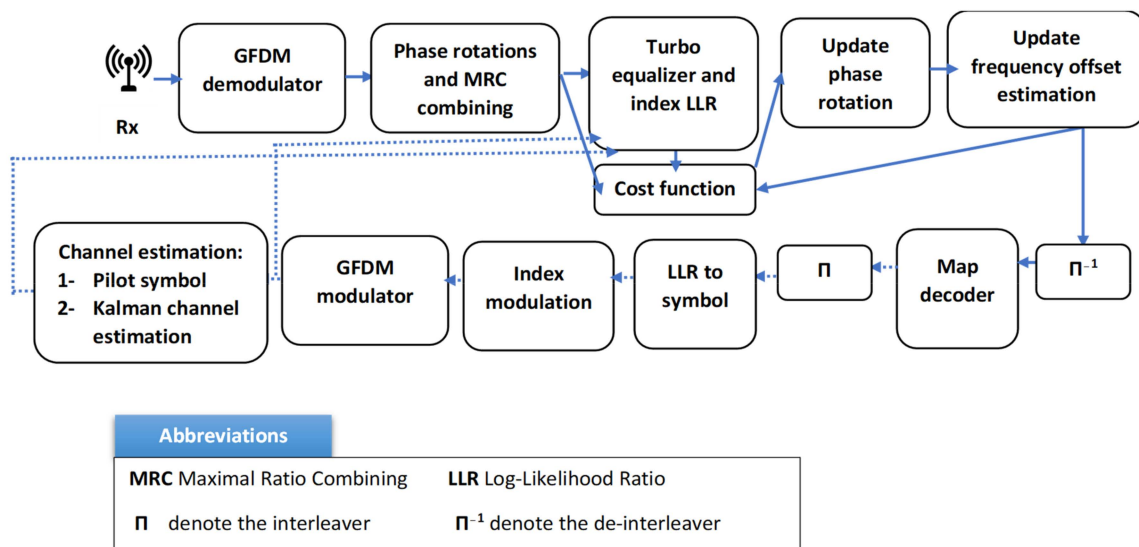 Rx
GFDM
demodulator
Phase rotations
and MRC
combining
Turbo
equalizer and
index LLR
Update
phase
rotation
Update
frequency offset
estimation
Cost function
Channel estimation:
1- Pilot symbol
2- Kalman channel
estimation
GFDM
modulator
Index
modulation
LLR to
symbol
Π
Map
decoder
Π⁻¹
Abbreviations
MRC Maximal Ratio Combining LLR Log-Likelihood Ratio
Π denote the interleaver Π⁻¹ denote the de-interleaver